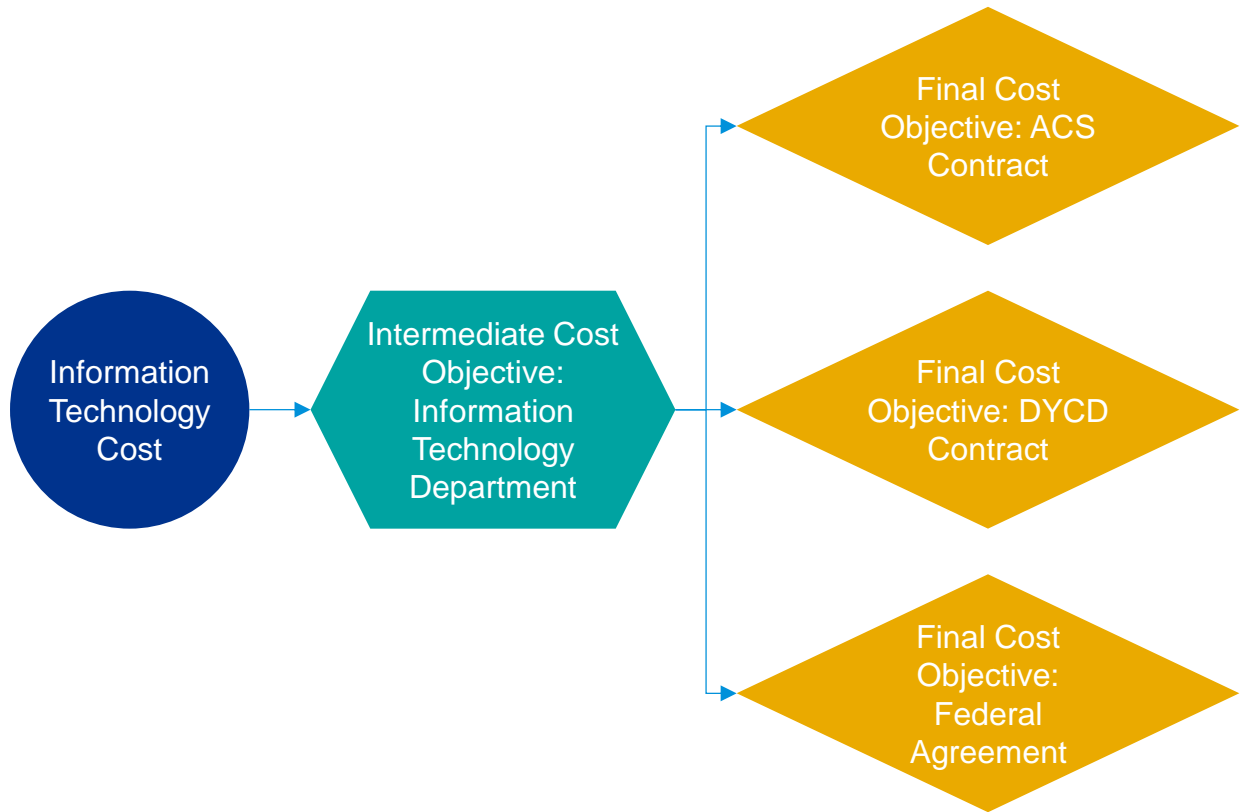 Information
Technology
Cost
Intermediate Cost
Objective:
Information
Technology
Department
Final Cost
Objective: ACS
Contract
Final Cost
Objective: DYCD
Contract
Final Cost
Objective:
Federal
Agreement